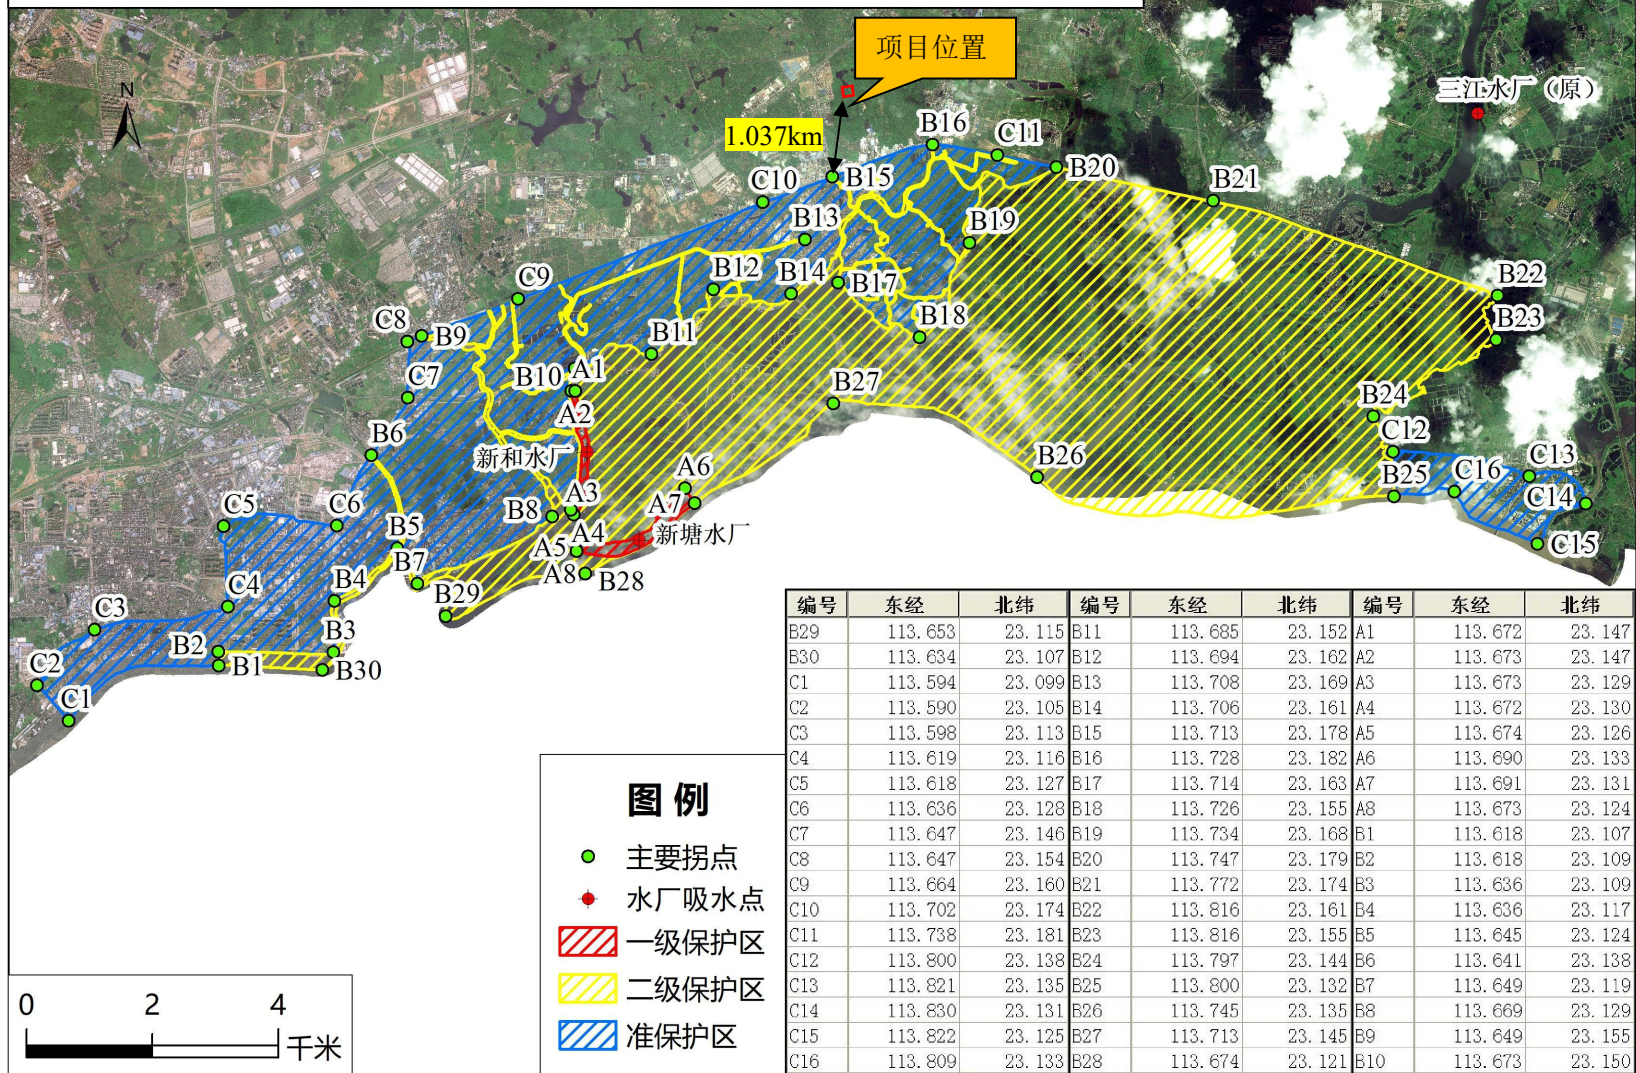 项目位置
N
三江水厂（原）
1.037km
B16
C11
B20
C10
B15
B21
B13
B19
C9
B12
B14
B17
B22
C8
B9
B11
B18
B23
C7
B10
A1
A2
B27
B24
B6
新和水厂
C12
A6
B26
C5
C6
A3
A7
B25
C16
C13
C14
B8
A4
新塘水厂
B5
A5
C15
B7
A8
B28
C4
B4
B29
C3
B2
B3
C2
B1
B30
C1
编号 东经 北纬 编号 东经 北纬 编号 东经 北纬
B29 113.653 23.115 B11 113.685 23.152 A1 113.672 23.147
B30 113.634 23.107 B12 113.694 23.162 A2 113.673 23.147
C1 113.594 23.099 B13 113.708 23.169 A3 113.673 23.129
C2 113.590 23.105 B14 113.706 23.161 A4 113.672 23.130
C3 113.598 23.113 B15 113.713 23.178 A5 113.674 23.126
C4 113.619 23.116 B16 113.728 23.182 A6 113.690 23.133
C5 113.618 23.127 B17 113.714 23.163 A7 113.691 23.131
C6 113.636 23.128 B18 113.726 23.155 A8 113.673 23.124
C7 113.647 23.146 B19 113.734 23.168 B1 113.618 23.107
C8 113.647 23.154 B20 113.747 23.179 B2 113.618 23.109
C9 113.664 23.160 B21 113.772 23.174 B3 113.636 23.109
C10 113.702 23.174 B22 113.816 23.161 B4 113.636 23.117
C11 113.738 23.181 B23 113.816 23.155 B5 113.645 23.124
C12 113.800 23.138 B24 113.797 23.144 B6 113.641 23.138
C13 113.821 23.135 B25 113.800 23.132 B7 113.649 23.119
C14 113.830 23.131 B26 113.745 23.135 B8 113.669 23.129
C15 113.822 23.125 B27 113.713 23.145 B9 113.649 23.155
C16 113.809 23.133 B28 113.674 23.121 B10 113.673 23.150
图 例
主要拐点
水厂吸水点
一级保护区
二级保护区
准保护区
0 2 4
千米